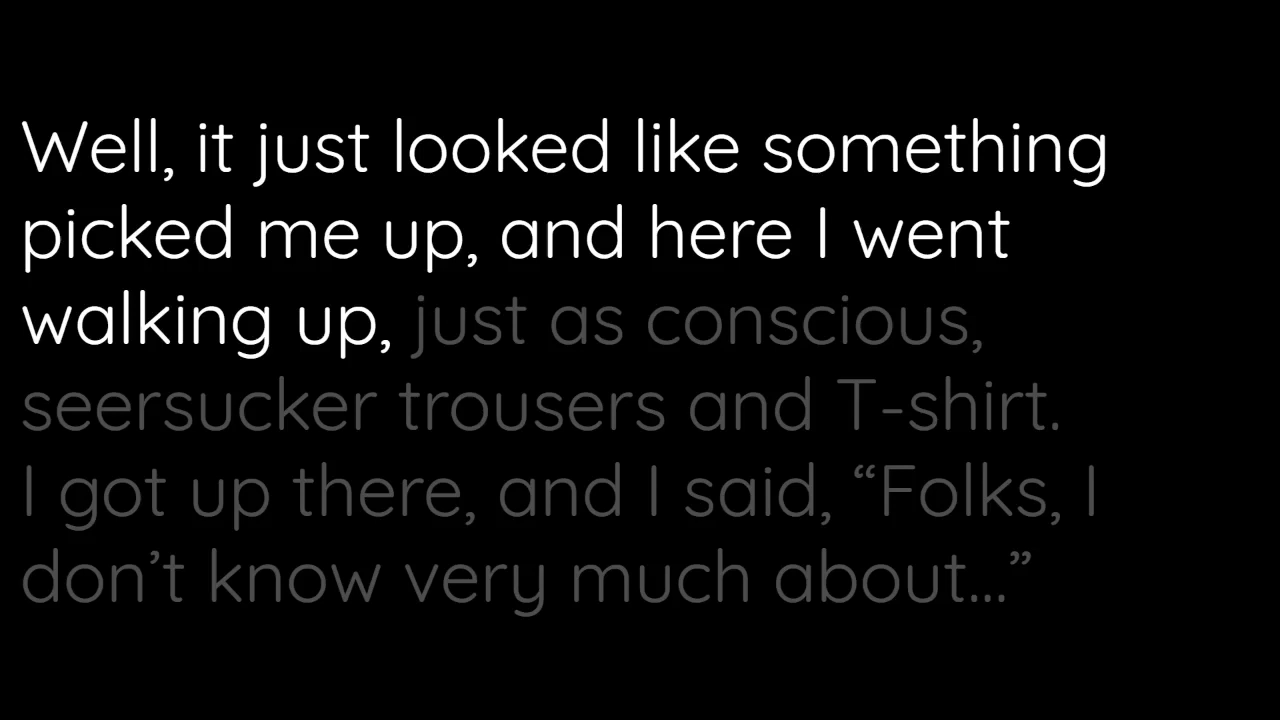 Well, it just looked like something
picked me up, and here I went
walking up, just as conscious,
seersucker trousers and T-shirt.
I got up there, and I said, “Folks, I
don’t know very much about...”